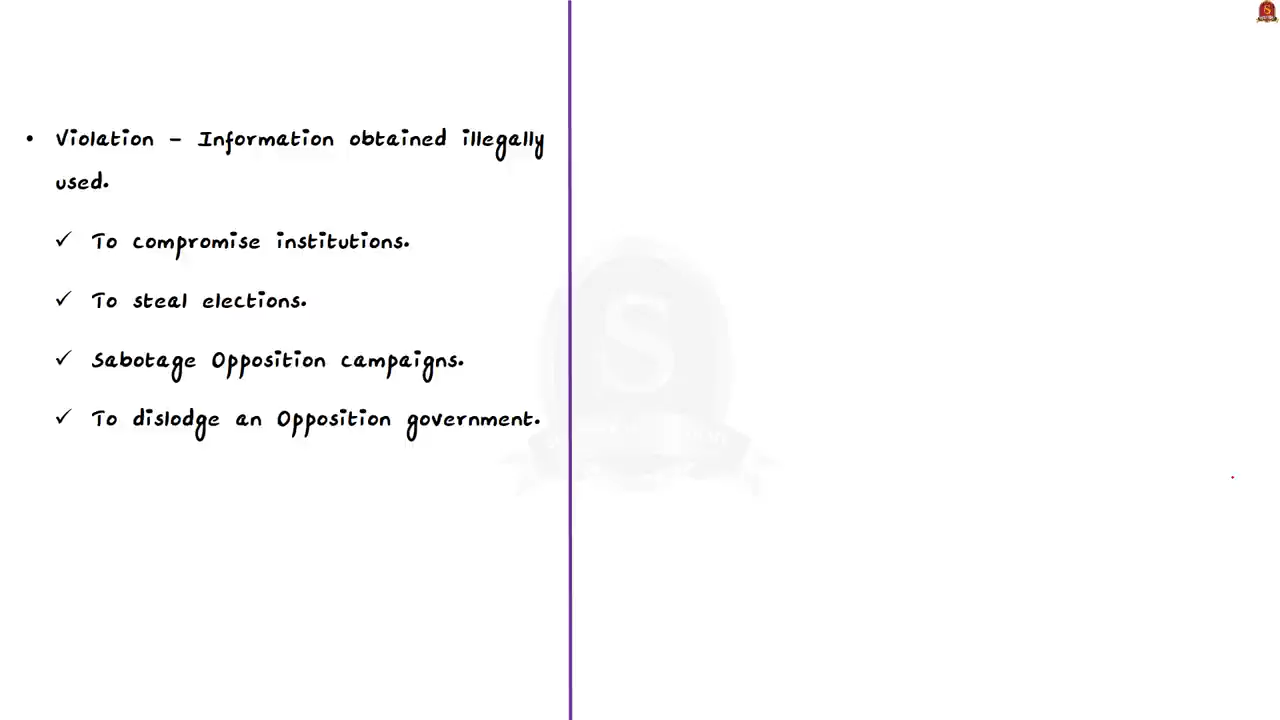 • Violation - Information obtained illegally
used.
✓ To compromise institutions.
✓ To steal elections.
✓ Sabotage Opposition campaigns.
✓ To dislodge an Opposition government.
S